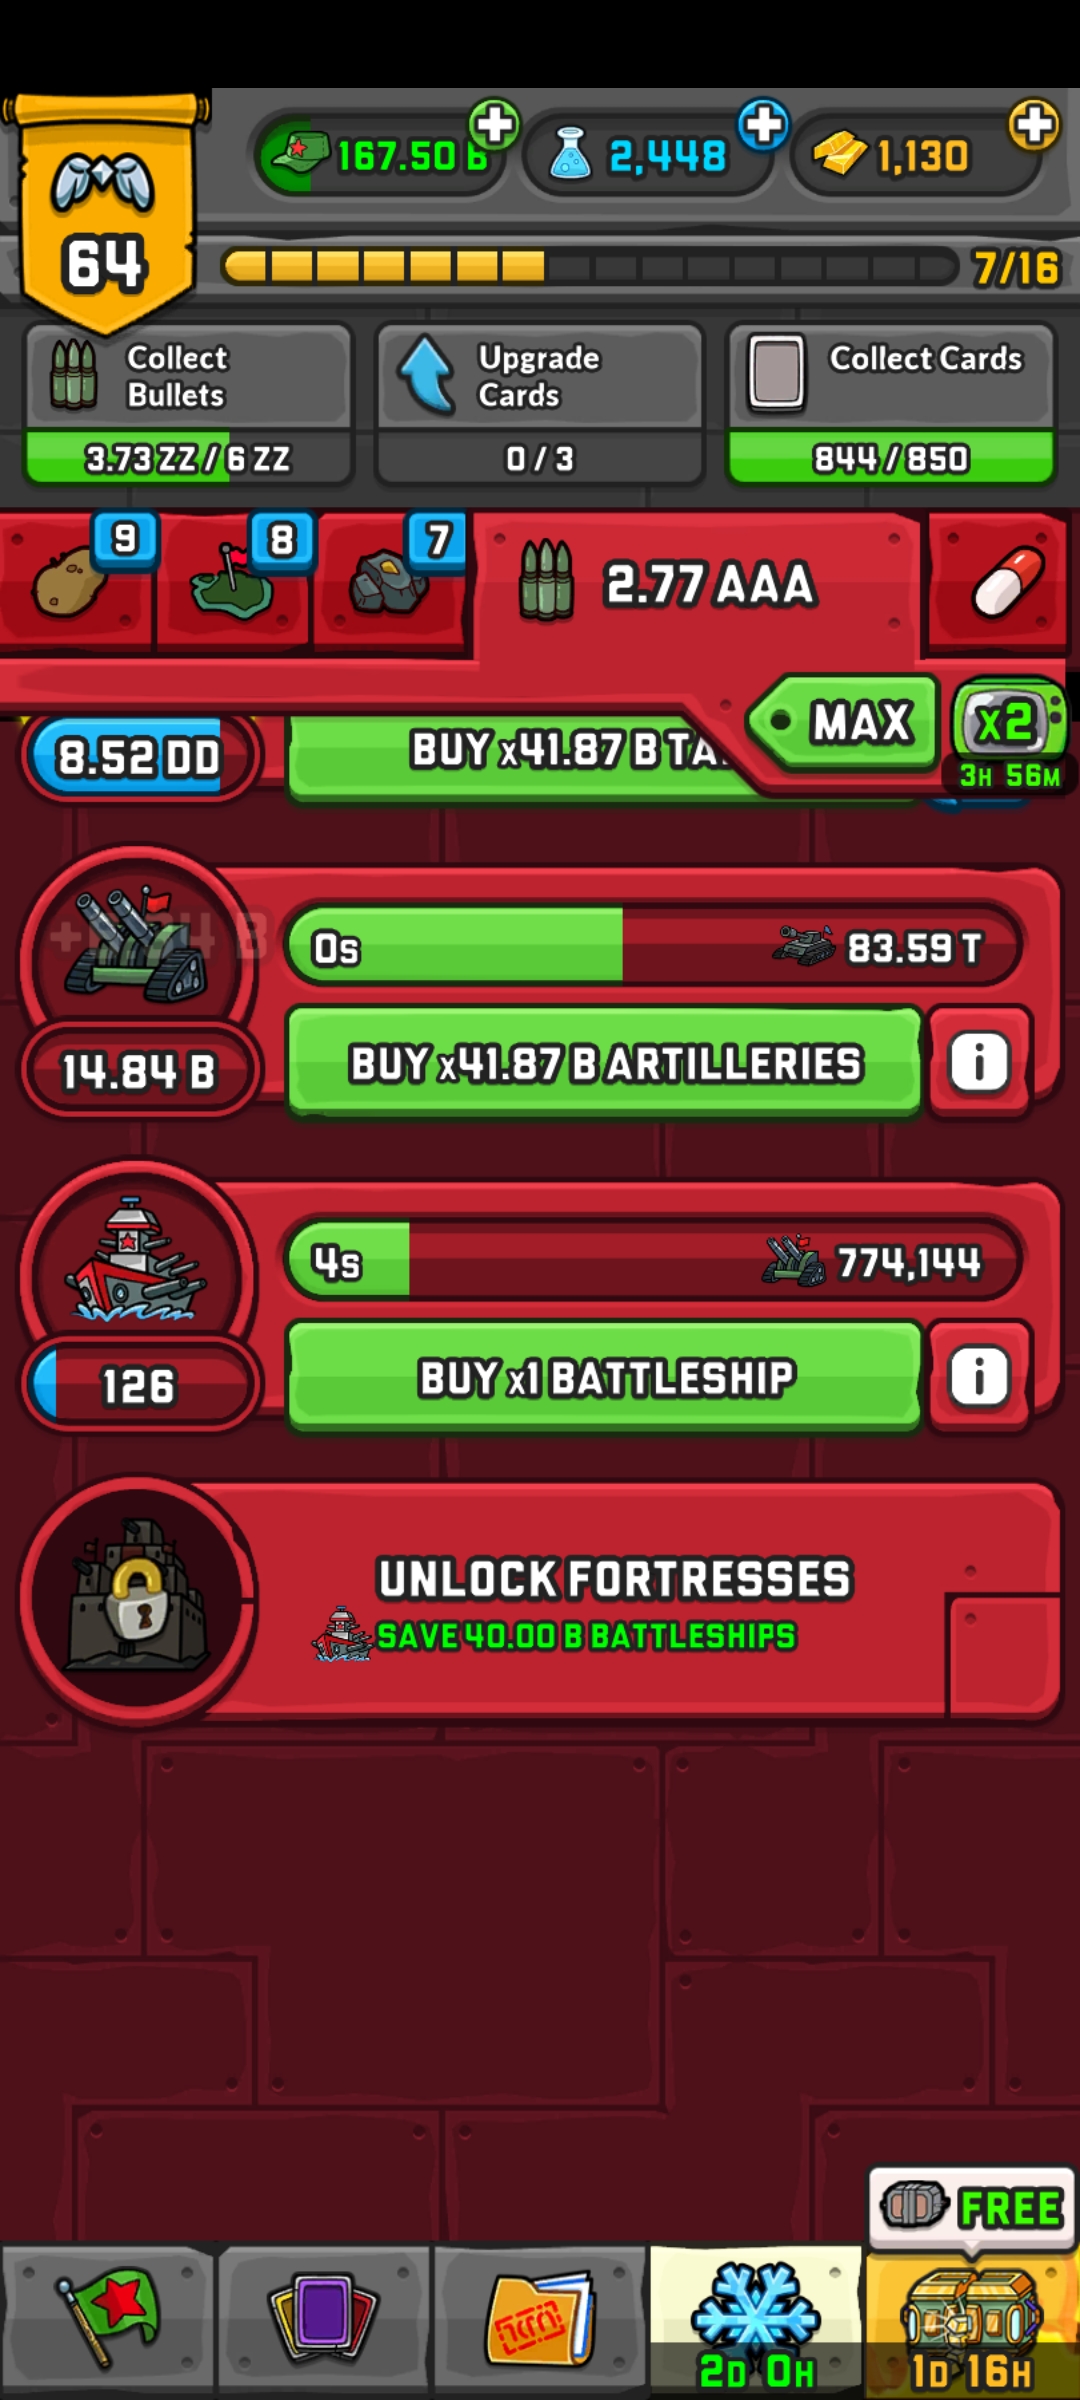 167.50 B
2,448
1,130
64
7/16
Collect
Bullets
Upgrade
Cards
Collect Cards
3.73 ZZ / 6 ZZ
0 / 3
844 / 850
9
8
7
2.77 AAA
MAX
x2
3H 56M
8.52 DD
BUY x41.87 B TA
0s
83.59 T
14.84 B
BUY x41.87 B ARTILLERIES
i
4s
774,144
126
BUY x1 BATTLESHIP
i
UNLOCK FORTRESSES
SAVE 40.00 B BATTLESHIPS
FREE
2D 0H
1D 16H